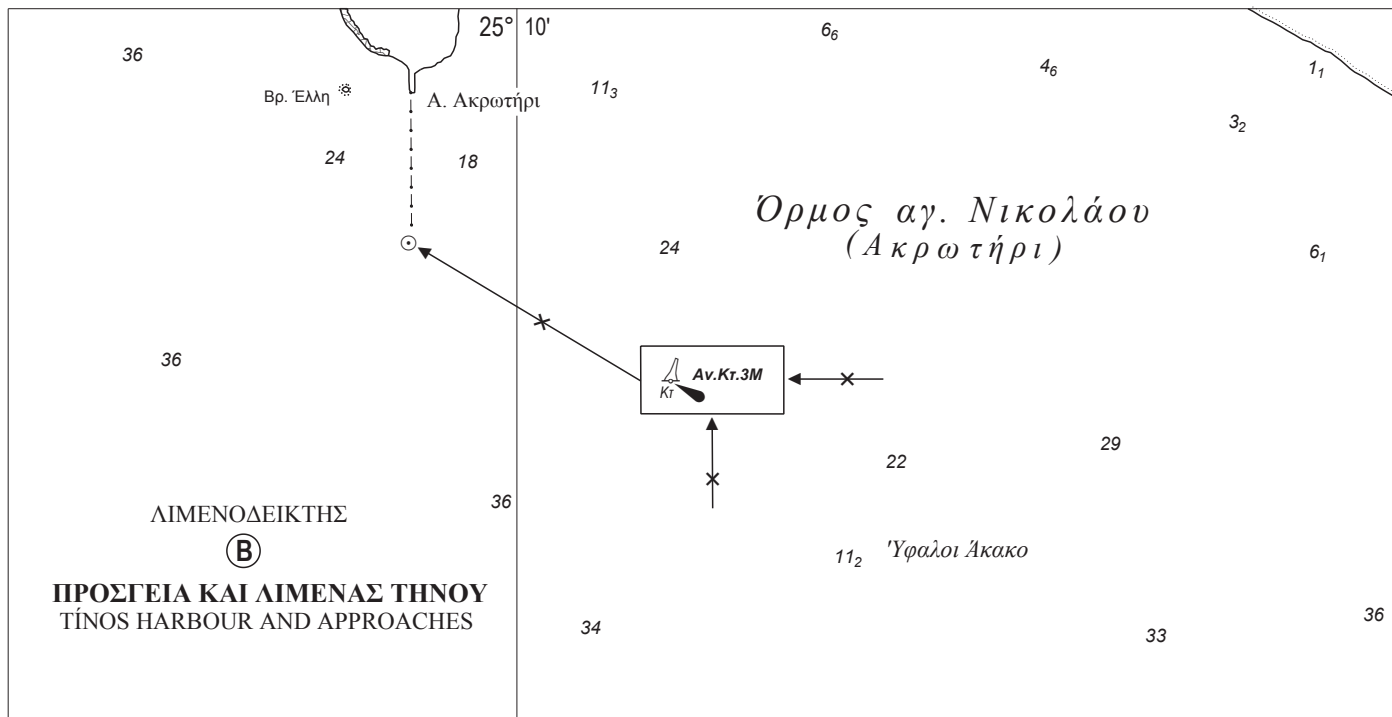 25° 10'
6₆
36
4₆
1₁
Βρ. Έλλη
11₃
Α. Ακρωτήρι
3₂
24
18
Όρμος αγ. Νικολάου
(Ακρωτήρι)
24
6₁
36
Αν.Κτ.3Μ
Κτ
29
22
36
ΛΙΜΕΝΟΔΕΙΚΤΗΣ
Β
11₂ Ύφαλοι Άκακο
ΠΡΟΣΓΕΙΑ ΚΑΙ ΛΙΜΕΝΑΣ ΤΗΝΟΥ
TÍNOS HARBOUR AND APPROACHES
34
33
36